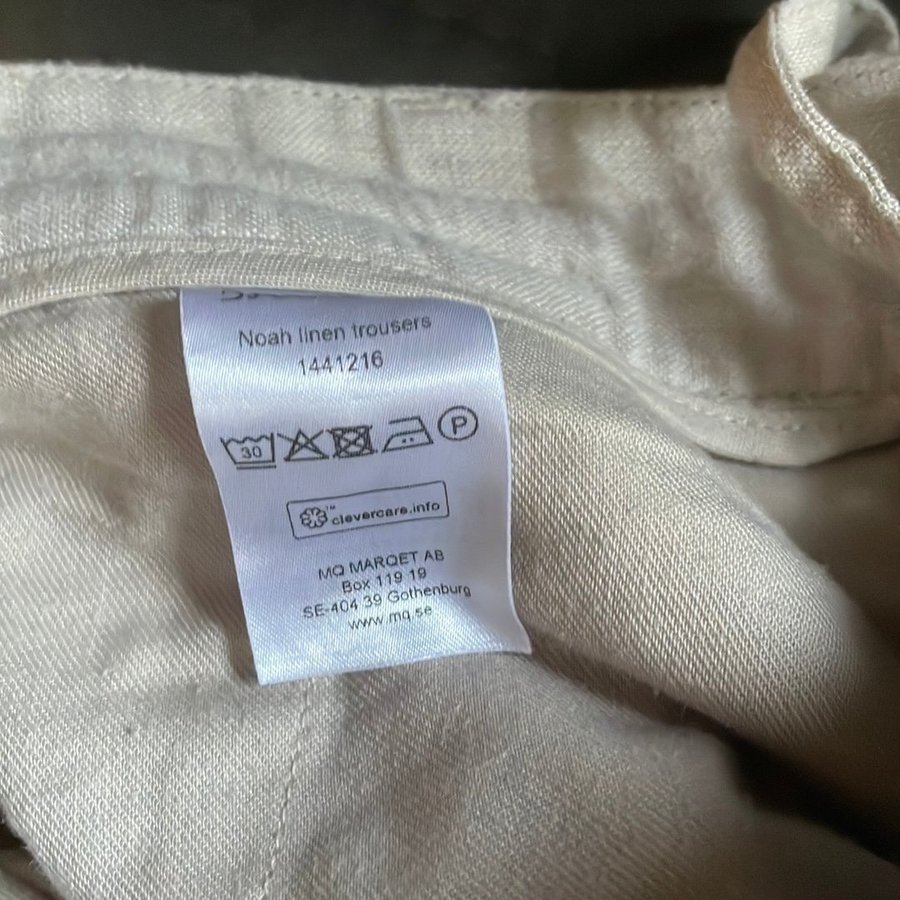 Noah linen trousers
1441216
30 P
™ clevercare.info
MQ MARQET AB
Box 119 19
SE-404 39 Gothenburg
www.mq.se